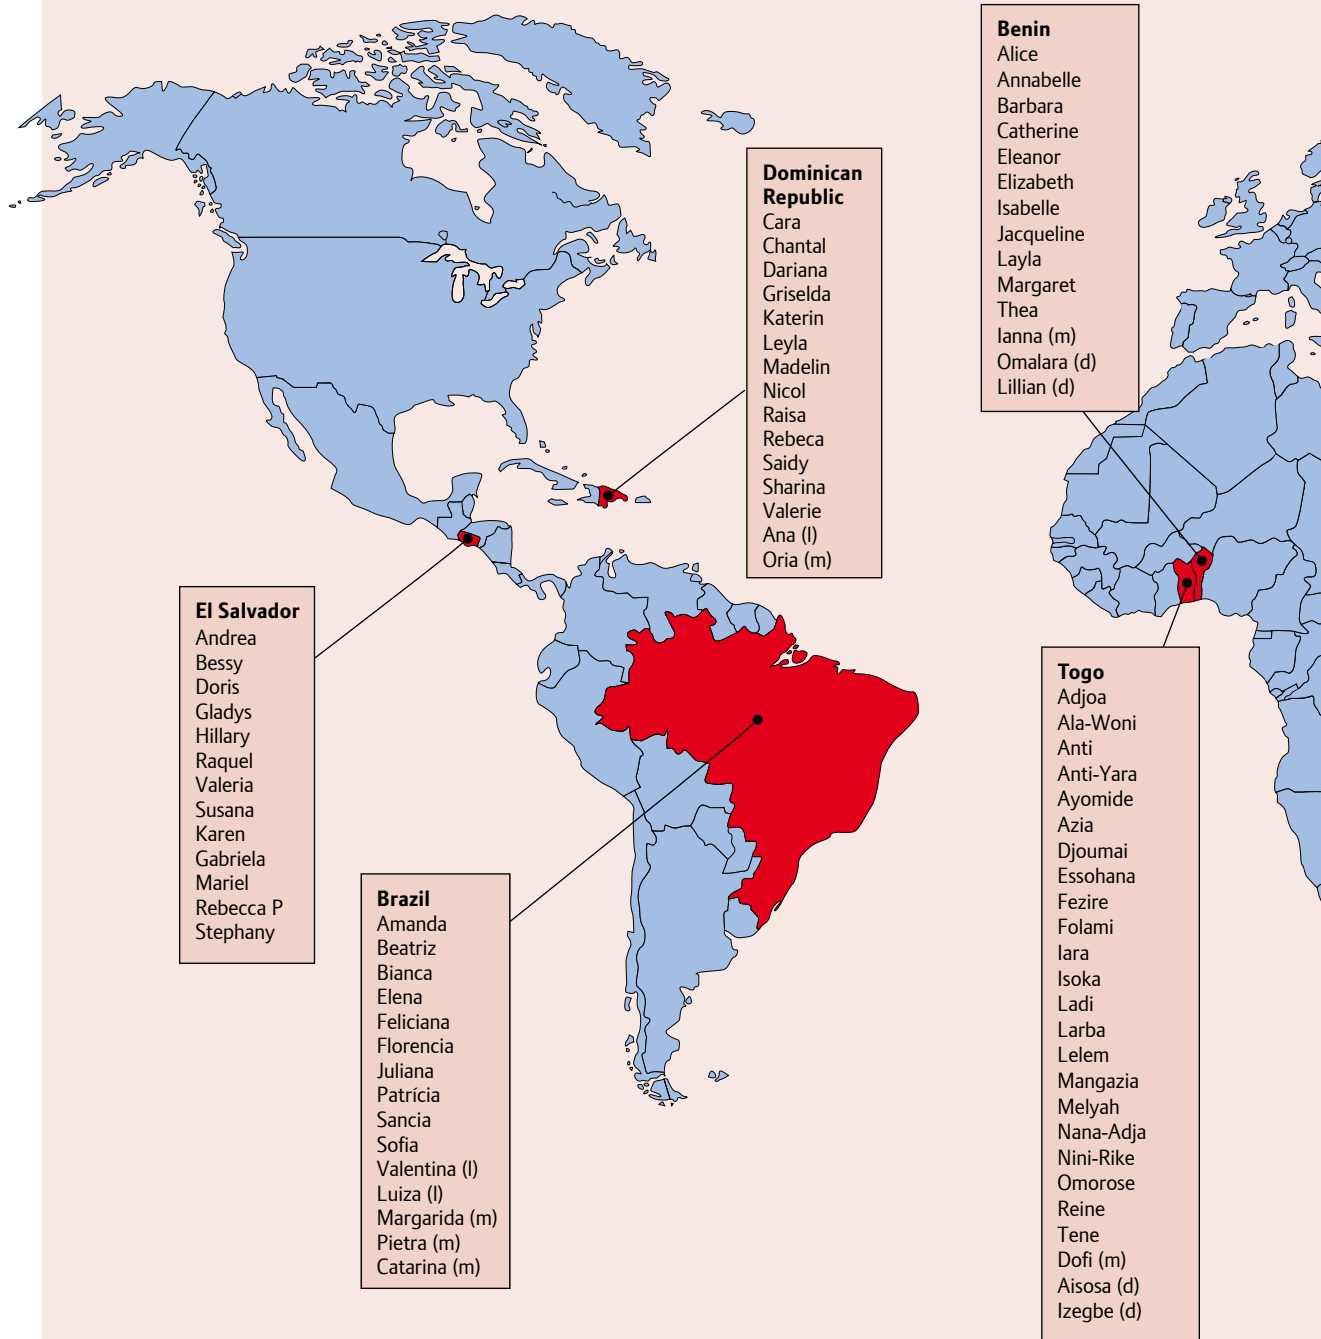 Benin
Alice
Annabelle
Barbara
Catherine
Eleanor
Elizabeth
Isabelle
Jacqueline
Layla
Margaret
Thea
Ianna (m)
Omalara (d)
Lillian (d)
Dominican
Republic
Cara
Chantal
Dariana
Griselda
Katerin
Leyla
Madelin
Nicol
Raisa
Rebeca
Saidy
Sharina
Valerie
Ana (l)
Oria (m)
El Salvador
Andrea
Bessy
Doris
Gladys
Hillary
Raquel
Valeria
Susana
Karen
Gabriela
Mariel
Rebecca P
Stephany
Brazil
Amanda
Beatriz
Bianca
Elena
Feliciana
Florencia
Juliana
Patrícia
Sancia
Sofia
Valentina (l)
Luiza (l)
Margarida (m)
Pietra (m)
Catarina (m)
Togo
Adjoa
Ala-Woni
Anti
Anti-Yara
Ayomide
Azia
Djoumai
Essohana
Fezire
Folami
Iara
Isoka
Ladi
Larba
Lelem
Mangazia
Melyah
Nana-Adja
Nini-Rike
Omorose
Reine
Tene
Dofi (m)
Aisosa (d)
Izegbe (d)